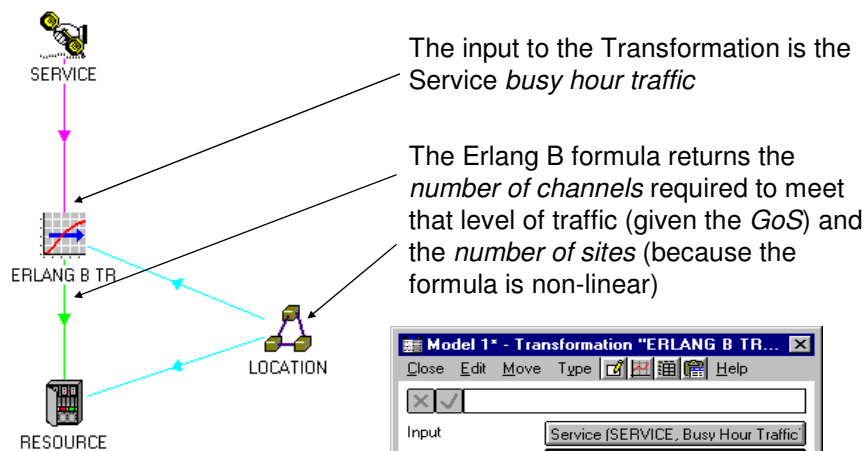 SERVICE
The input to the Transformation is the
Service busy hour traffic
The Erlang B formula returns the
number of channels required to meet
that level of traffic (given the GoS) and
the number of sites (because the
formula is non-linear)
ERLANG B TR
LOCATION
RESOURCE
Model 1* - Transformation "ERLANG B TR...
Close Edit Move Type Help
Input
Service (SERVICE, Busy Hour Traffic